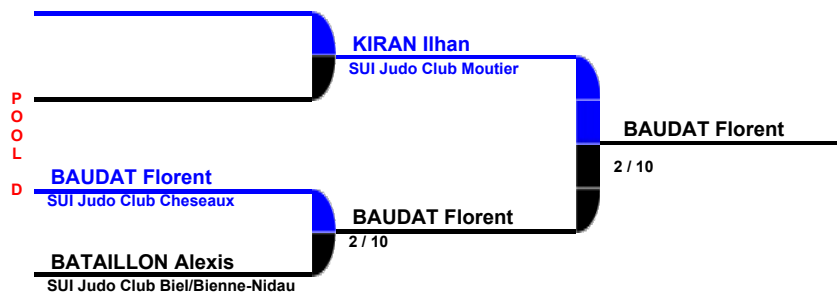 POOL D
KIRAN Ilhan
SUI Judo Club Moutier
BAUDAT Florent
2 / 10
BAUDAT Florent
SUI Judo Club Cheseaux
BAUDAT Florent
2 / 10
BATAILLON Alexis
SUI Judo Club Biel/Bienne-Nidau